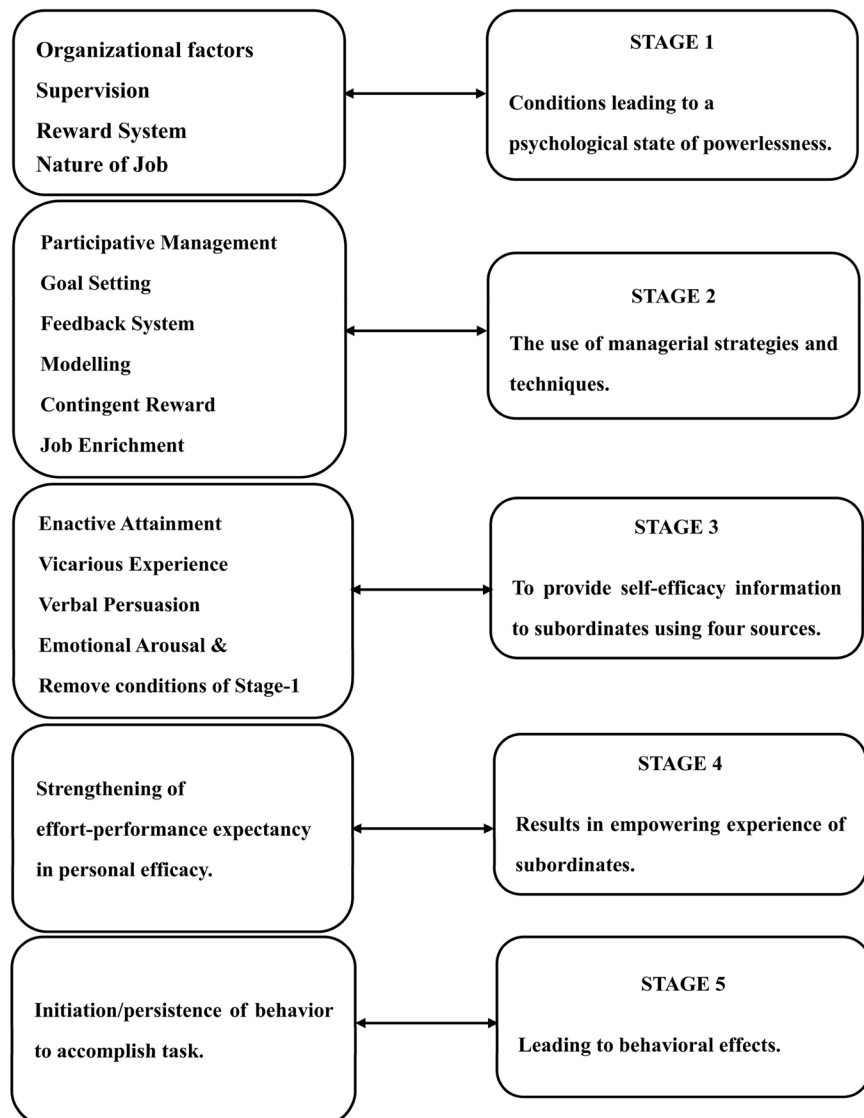 Organizational factors
Supervision
Reward System
Nature of Job
STAGE 1
Conditions leading to a
psychological state of powerlessness.
Participative Management
Goal Setting
Feedback System
Modelling
Contingent Reward
Job Enrichment
STAGE 2
The use of managerial strategies and
techniques.
Enactive Attainment
Vicarious Experience
Verbal Persuasion
Emotional Arousal &
Remove conditions of Stage-1
STAGE 3
To provide self-efficacy information
to subordinates using four sources.
Strengthening of
effort-performance expectancy
in personal efficacy.
STAGE 4
Results in empowering experience of
subordinates.
Initiation/persistence of behavior
to accomplish task.
STAGE 5
Leading to behavioral effects.